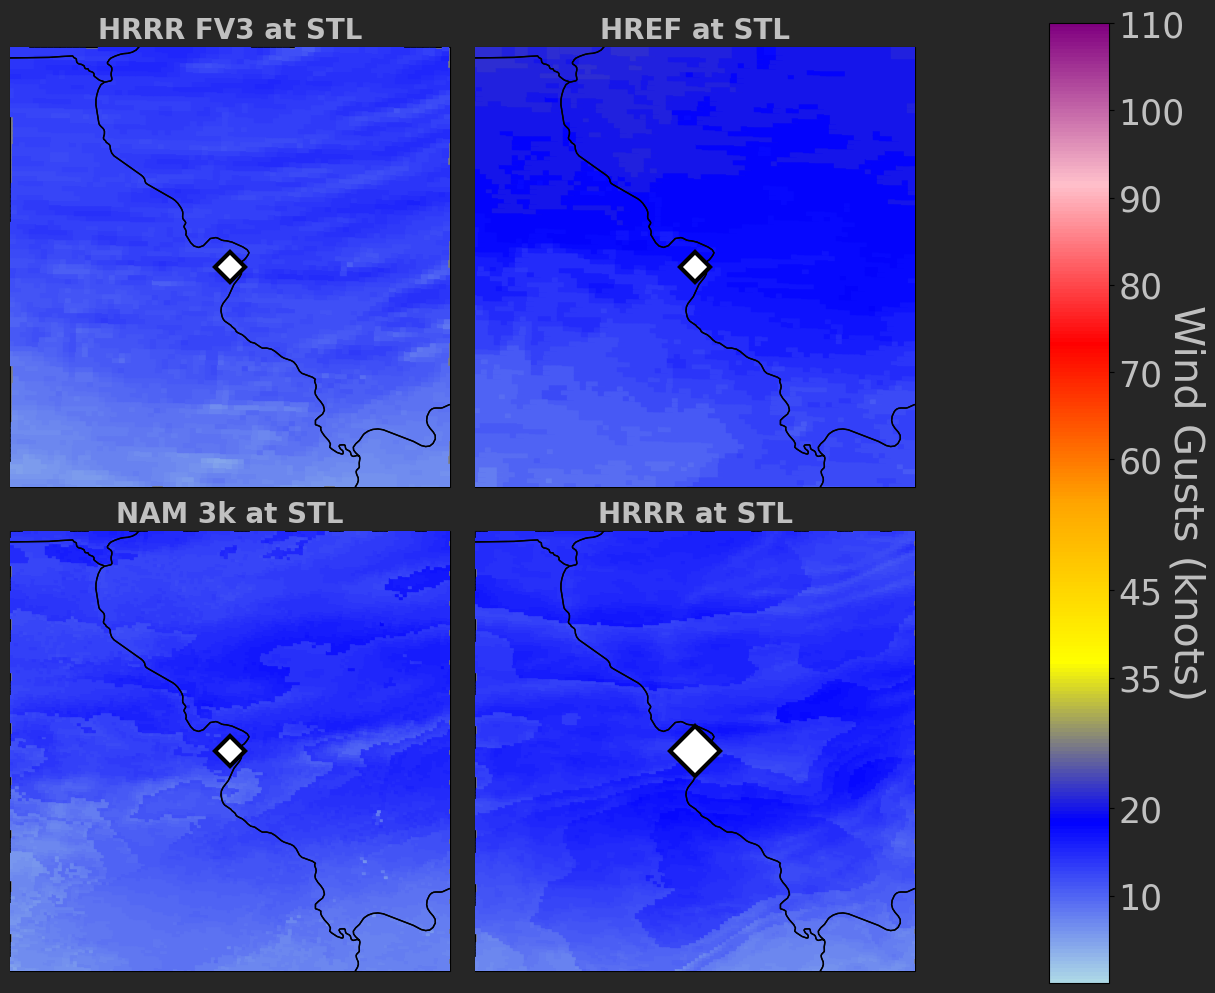 HRRR FV3 at STL
HREF at STL
NAM 3k at STL
HRRR at STL
110
100
90
80
70
60
45
35
20
10
Wind Gusts (knots)